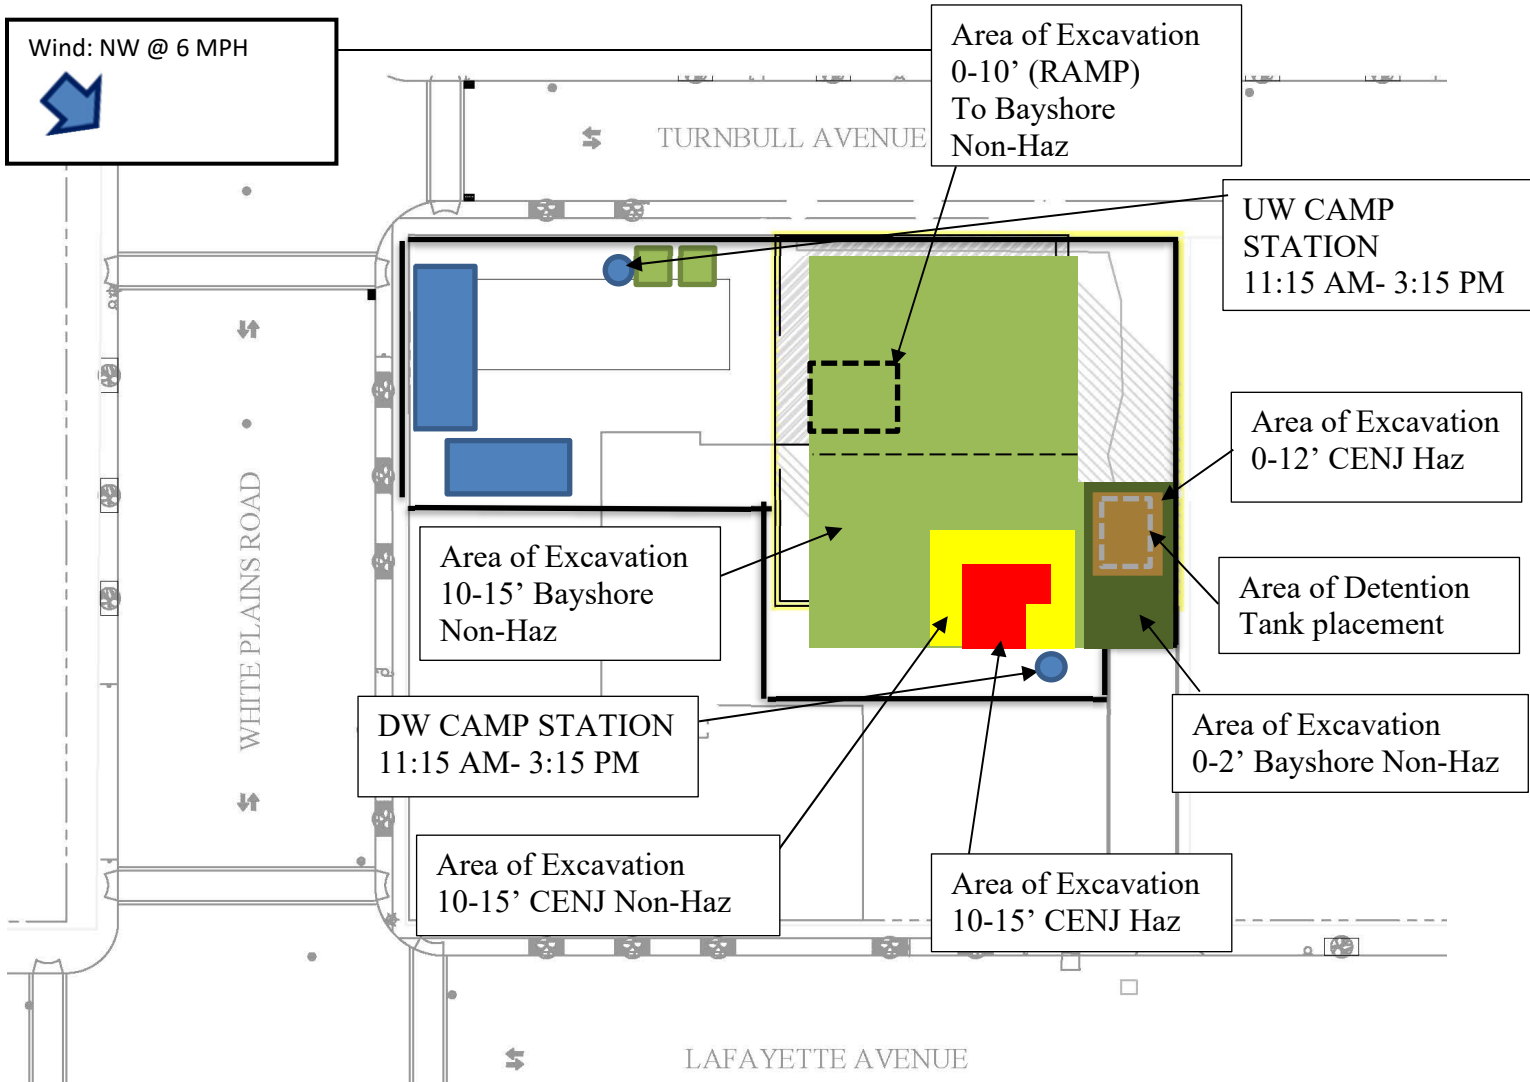 Wind: NW @ 6 MPH
Area of Excavation
0-10’ (RAMP)
To Bayshore
Non-Haz
TURNBULL AVENUE
UW CAMP
STATION
11:15 AM- 3:15 PM
Area of Excavation
0-12’ CENJ Haz
WHITE PLAINS ROAD
Area of Excavation
10-15’ Bayshore
Non-Haz
Area of Detention
Tank placement
DW CAMP STATION
11:15 AM- 3:15 PM
Area of Excavation
0-2’ Bayshore Non-Haz
Area of Excavation
10-15’ CENJ Non-Haz
Area of Excavation
10-15’ CENJ Haz
LAFAYETTE AVENUE